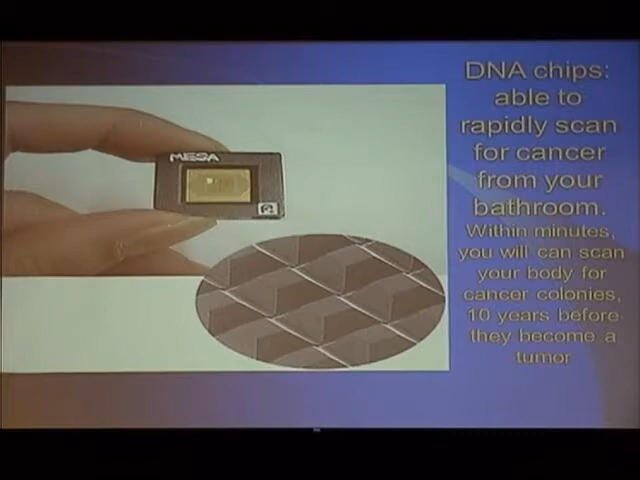 MESA
DNA chips:
able to
rapidly scan
for cancer
from your
bathroom.
Within minutes,
you will can scan
your body for
cancer colonies,
10 years before
they become a
tumor